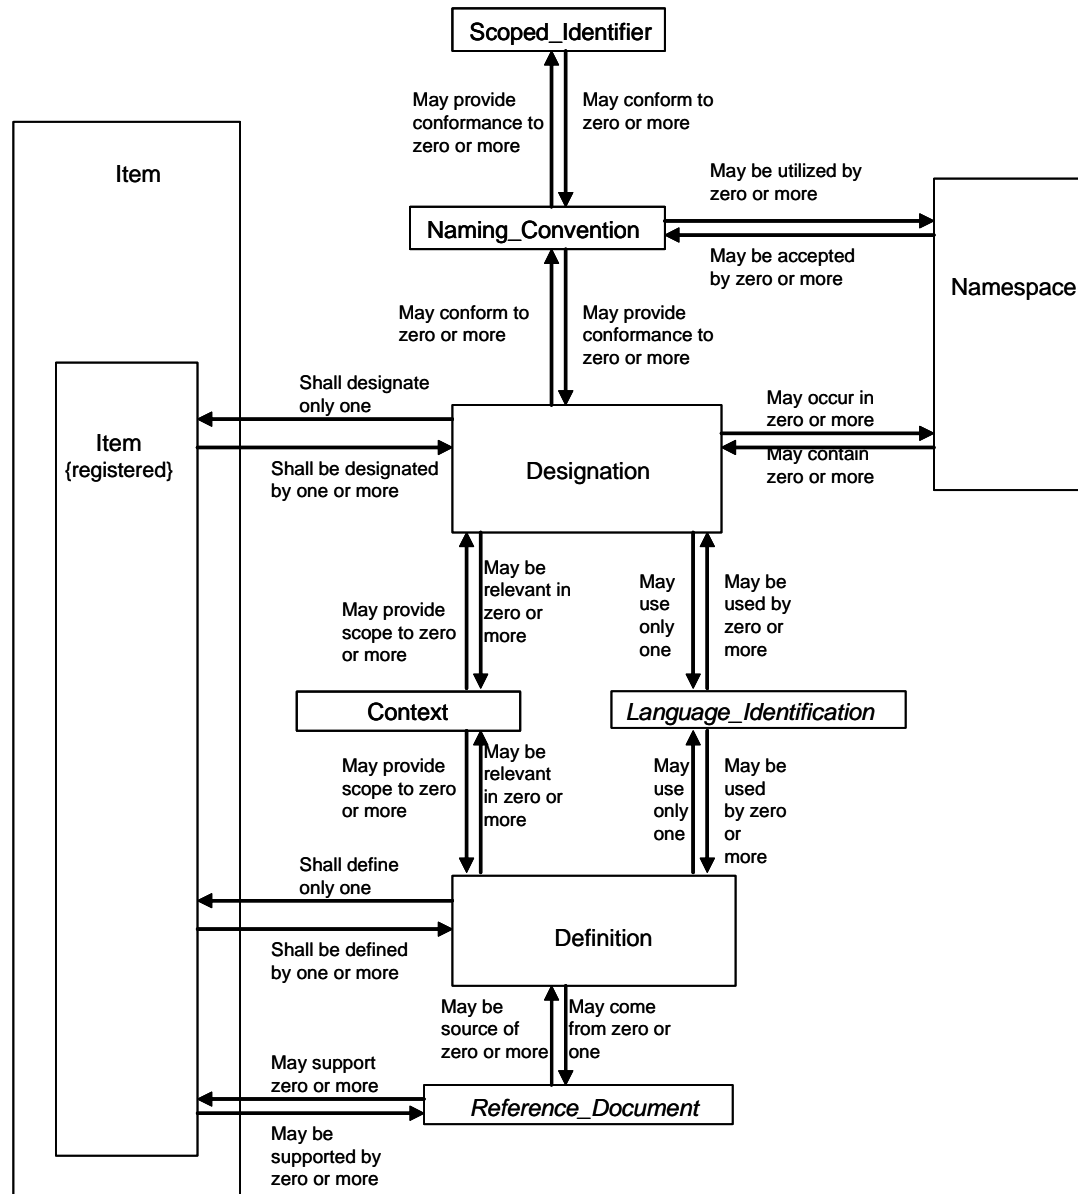 Scoped_Identifier
May provide
conformance to
zero or more
May conform to
zero or more
Item
May be utilized by
zero or more
Naming_Convention
May be accepted
by zero or more
Namespace
May conform to
zero or more
May provide
conformance to
zero or more
Shall designate
only one
May occur in
zero or more
Item
{registered}
Designation
Shall be designated
by one or more
May contain
zero or more
May provide
scope to zero
or more
May be
relevant in
zero or
more
May
use
only
one
May be
used by
zero or
more
Context
Language_Identification
May provide
scope to zero
or more
May be
relevant
in zero or
more
May
use
only
one
May be
used
by zero
or
more
Shall define
only one
Definition
Shall be defined
by one or more
May be
source of
zero or more
May come
from zero or
one
May support
zero or more
Reference_Document
May be
supported by
zero or more